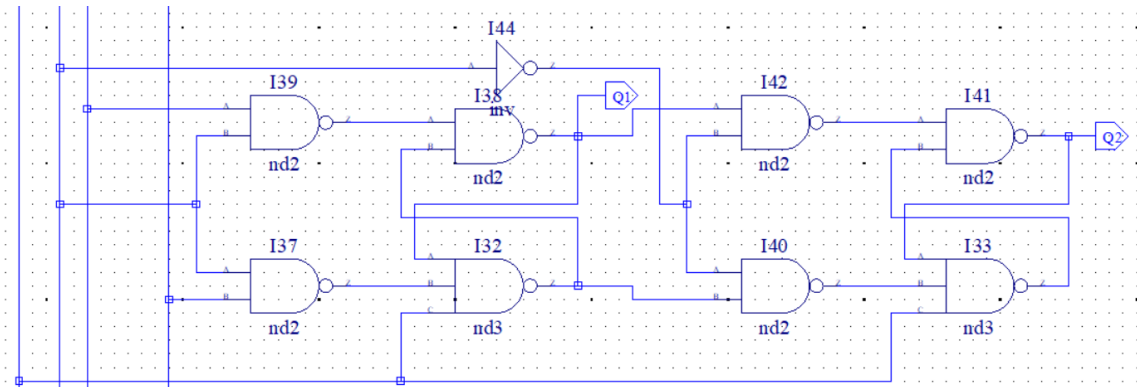 I44
A Z
inv
I39
A Z
B
nd2
I38
A Z
B
nd2
Q1
I42
A Z
B
nd2
I41
A Z
B
nd2
Q2
I37
A Z
B
nd2
I32
A
B Z
C
nd3
I40
A Z
B
nd2
I33
A
B Z
C
nd3